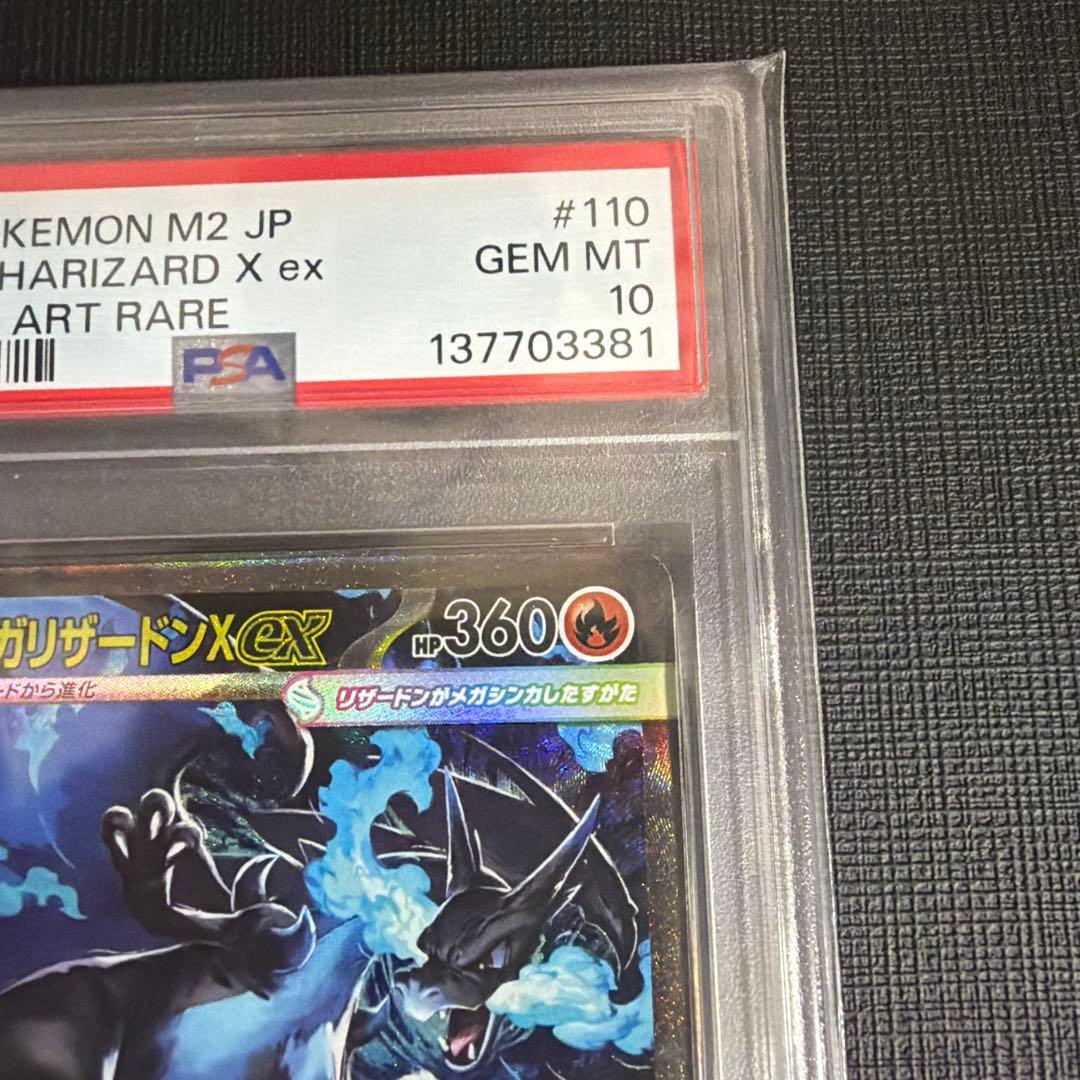 KEMON M2 JP
#110
HARIZARD X ex
GEM MT
ART RARE
10
PSA
137703381
ガリザードンXex
HP360
ドから進化
リザードンがメガシンカしたすがた